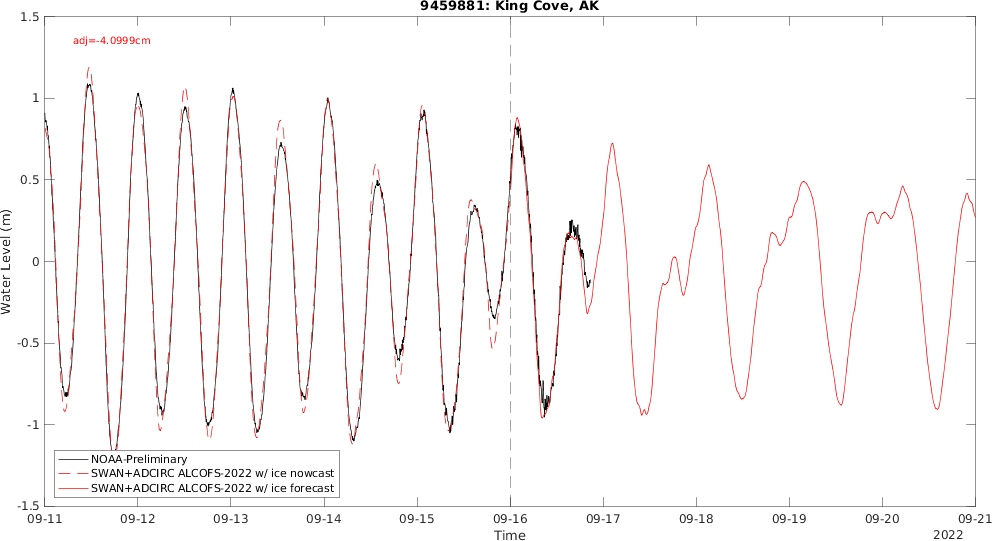 9459881: King Cove, AK
adj=-4.0999cm
1.5
1
0.5
0
-0.5
-1
-1.5
Water Level (m)
NOAA-Preliminary
SWAN+ADCIRC ALCOFS-2022 w/ ice nowcast
SWAN+ADCIRC ALCOFS-2022 w/ ice forecast
09-11 09-12 09-13 09-14 09-15 09-16 09-17 09-18 09-19 09-20 09-21
Time
2022